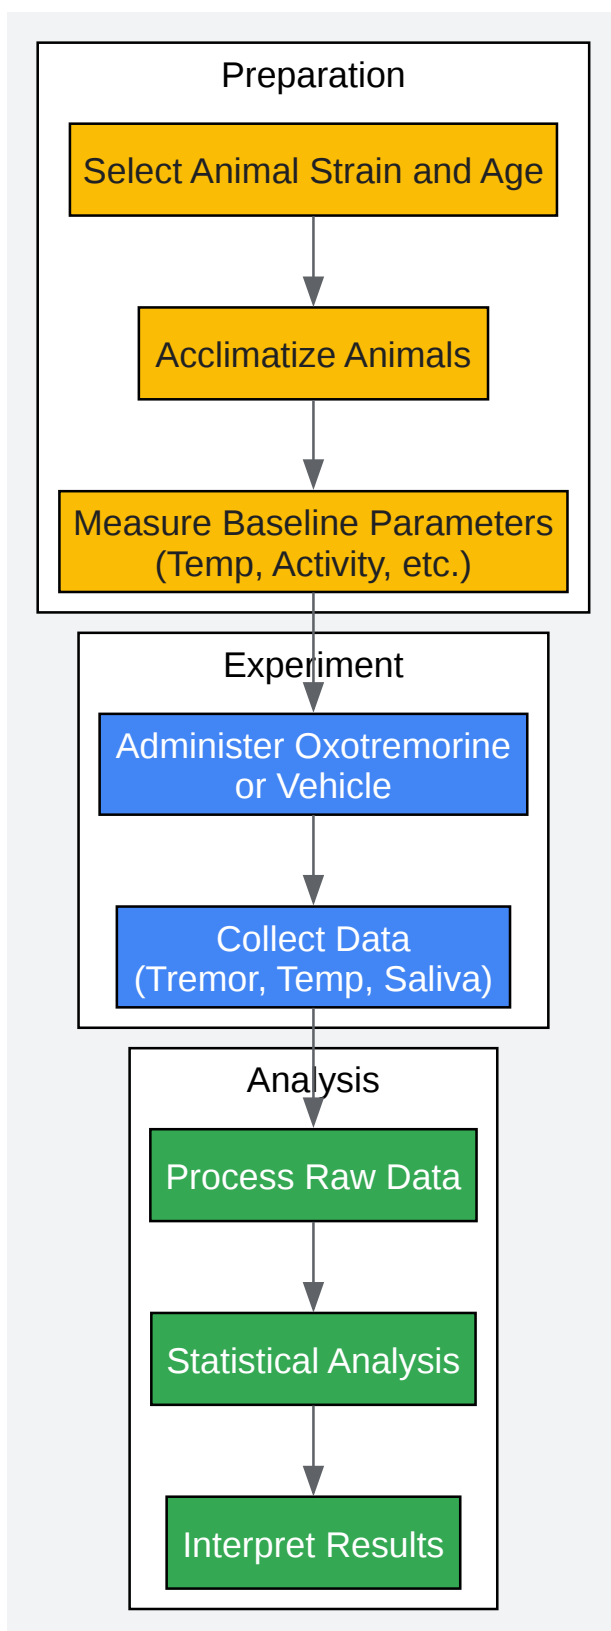 Preparation
Select Animal Strain and Age
Acclimatize Animals
Measure Baseline Parameters
(Temp, Activity, etc.)
Experiment
Administer Oxotremorine
or Vehicle
Collect Data
(Tremor, Temp, Saliva)
Analysis
Process Raw Data
Statistical Analysis
Interpret Results